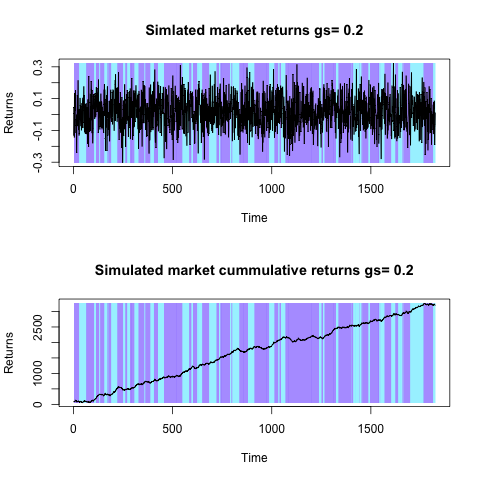 Simlated market returns gs= 0.2
0.3
0.1
-0.1
-0.3
Returns
0
500
1000
1500
Time
Simulated market cummulative returns gs= 0.2
2500
1000
0
Returns
0
500
1000
1500
Time